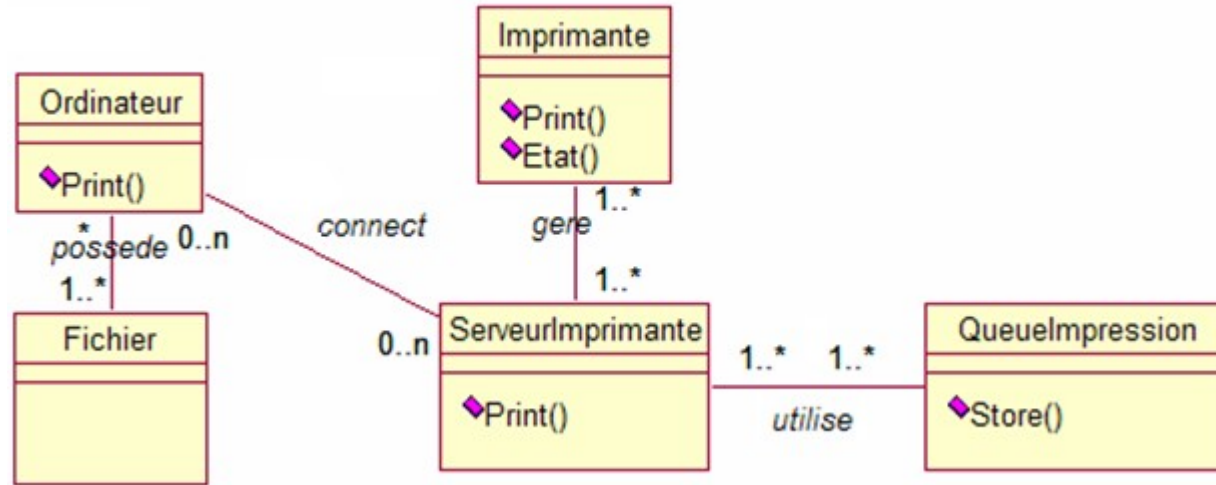 Imprimante
Print()
Etat()
1..*
gere
1..*
Ordinateur
Print()
*
possede
1..*
0..n
connect
0..n
Fichier
ServeurImprimante
Print()
1..*
1..*
utilise
QueueImpression
Store()